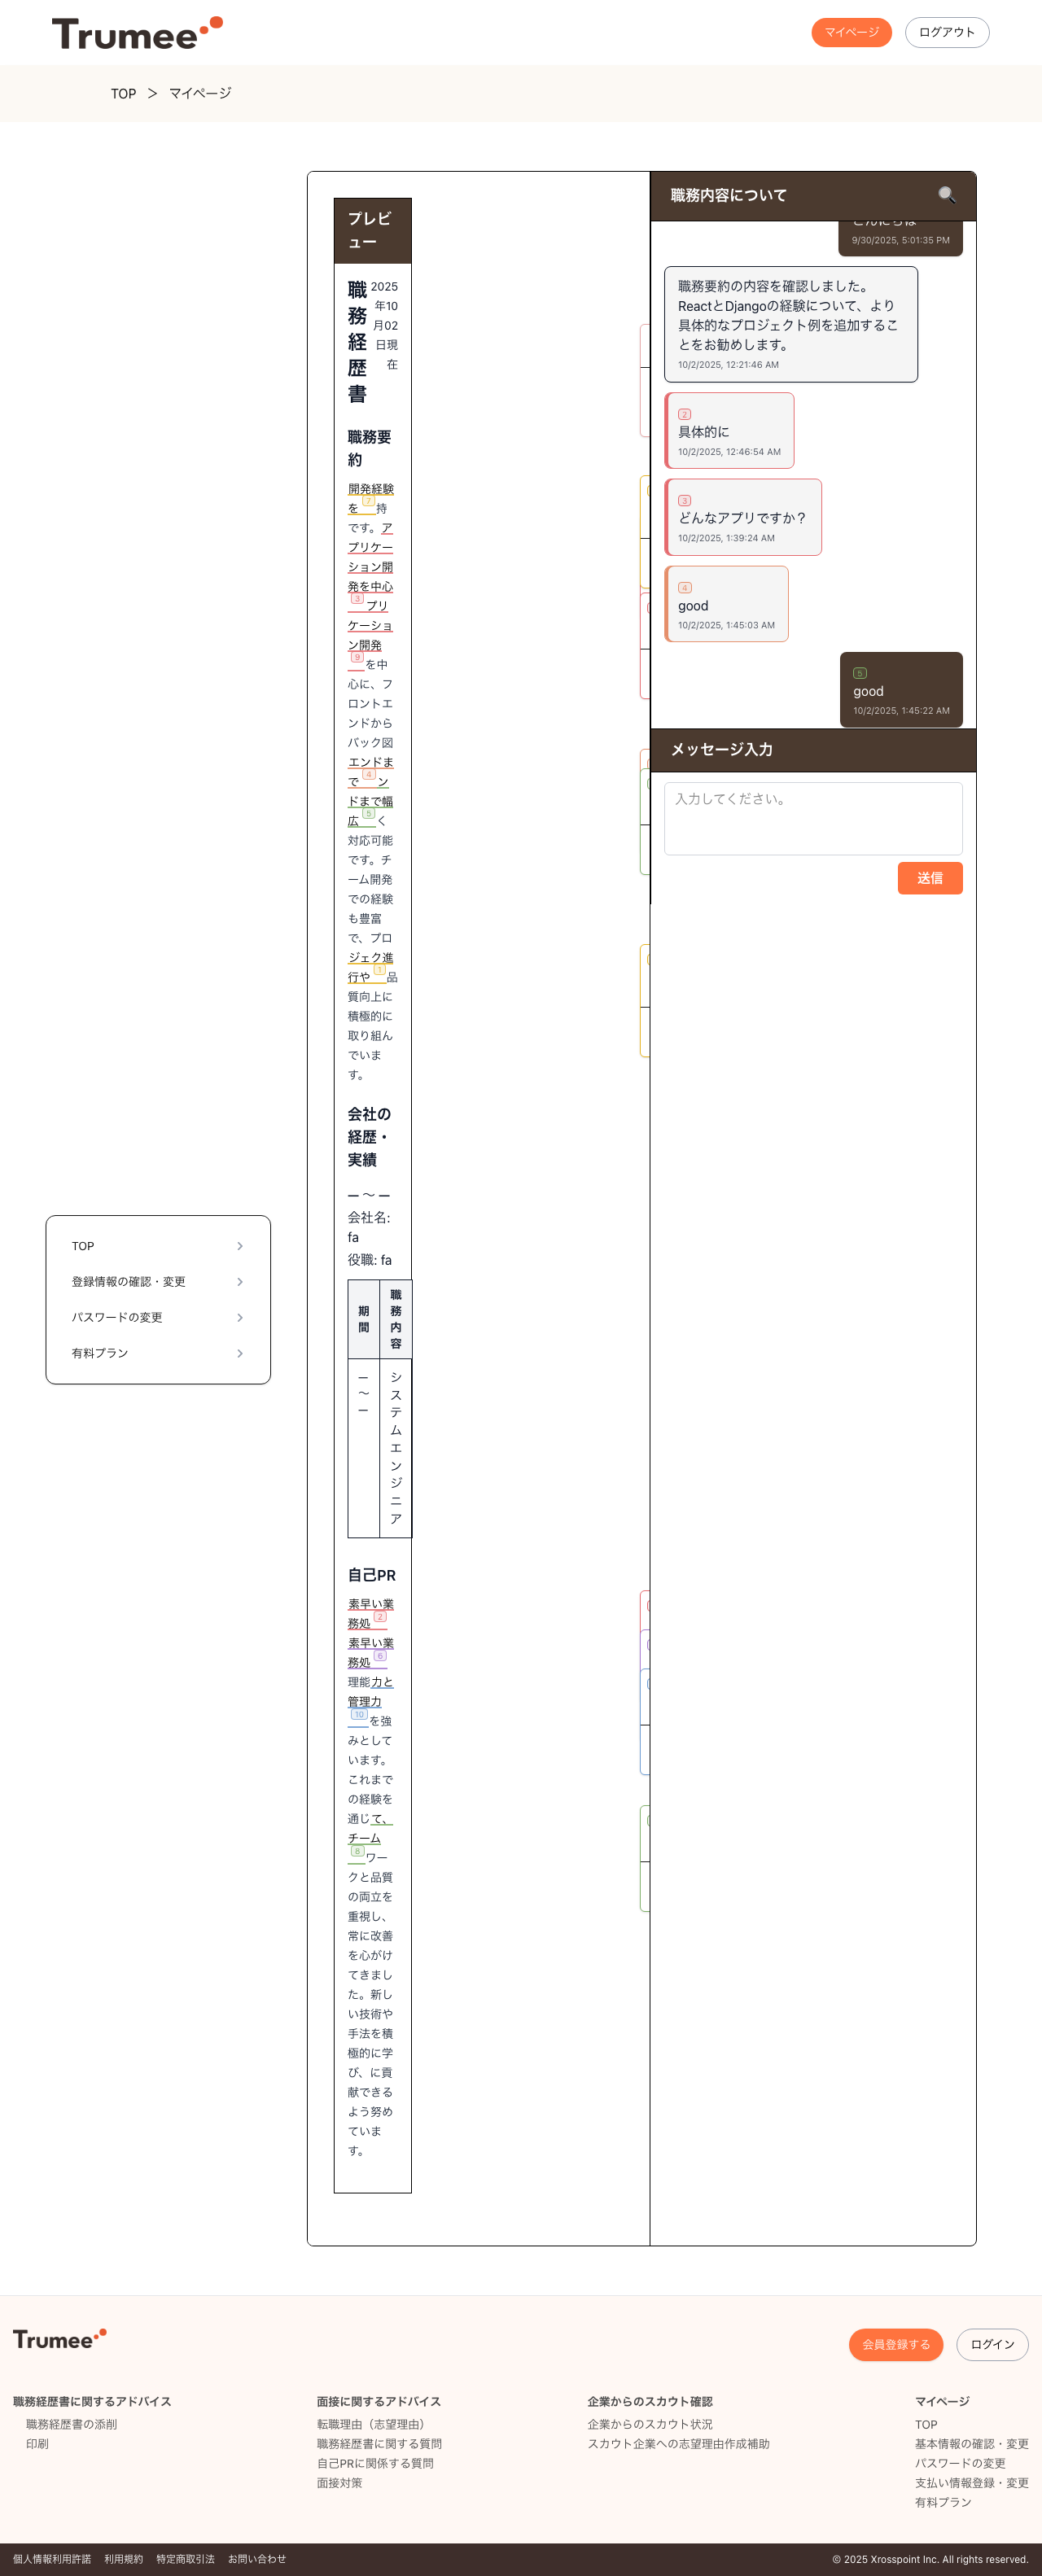 Trumee
マイページ
ログアウト
TOP ＞ マイページ
プレビ
ュー
職
務
経
歴
書
2025
年10
月02
日現
在
職務要
約
開発経験
を 7 持
です。ア
プリケー
ション開
発を中心
3 プリ
ケーショ
ン開発
9 を中
心に、フ
ロントエ
ンドから
バック図
エンドま
で 4 ン
ドまで幅
広 5 く
対応可能
です。チ
ーム開発
での経験
も豊富
で、プロ
ジェク進
行や 1 品
質向上に
積極的に
取り組ん
でいま
す。
会社の
経歴・
実績
— 〜 —
会社名:
fa
役職: fa
期
間
職
務
内
容
—
〜
—
シ
ス
テ
ム
エ
ン
ジ
ニ
ア
自己PR
素早い業
務処 2
素早い業
務処 6
理能力と
管理力
10 を強
みとして
います。
これまで
の経験を
通じて、
チーム
8 ワー
クと品質
の両立を
重視し、
常に改善
を心がけ
てきまし
た。新し
い技術や
手法を積
極的に学
び、に貢
献できる
よう努め
ていま
す。
職務内容について
こんにちは
9/30/2025, 5:01:35 PM
職務要約の内容を確認しました。
ReactとDjangoの経験について、より
具体的なプロジェクト例を追加するこ
とをお勧めします。
10/2/2025, 12:21:46 AM
2
具体的に
10/2/2025, 12:46:54 AM
3
どんなアプリですか？
10/2/2025, 1:39:24 AM
4
good
10/2/2025, 1:45:03 AM
5
good
10/2/2025, 1:45:22 AM
メッセージ入力
入力してください。
送信
TOP
登録情報の確認・変更
パスワードの変更
有料プラン
Trumee
会員登録する
ログイン
職務経歴書に関するアドバイス
職務経歴書の添削
印刷
面接に関するアドバイス
転職理由（志望理由）
職務経歴書に関する質問
自己PRに関係する質問
面接対策
企業からのスカウト確認
企業からのスカウト状況
スカウト企業への志望理由作成補助
マイページ
TOP
基本情報の確認・変更
パスワードの変更
支払い情報登録・変更
有料プラン
個人情報利用許諾 利用規約 特定商取引法 お問い合わせ
© 2025 Xrosspoint Inc. All rights reserved.